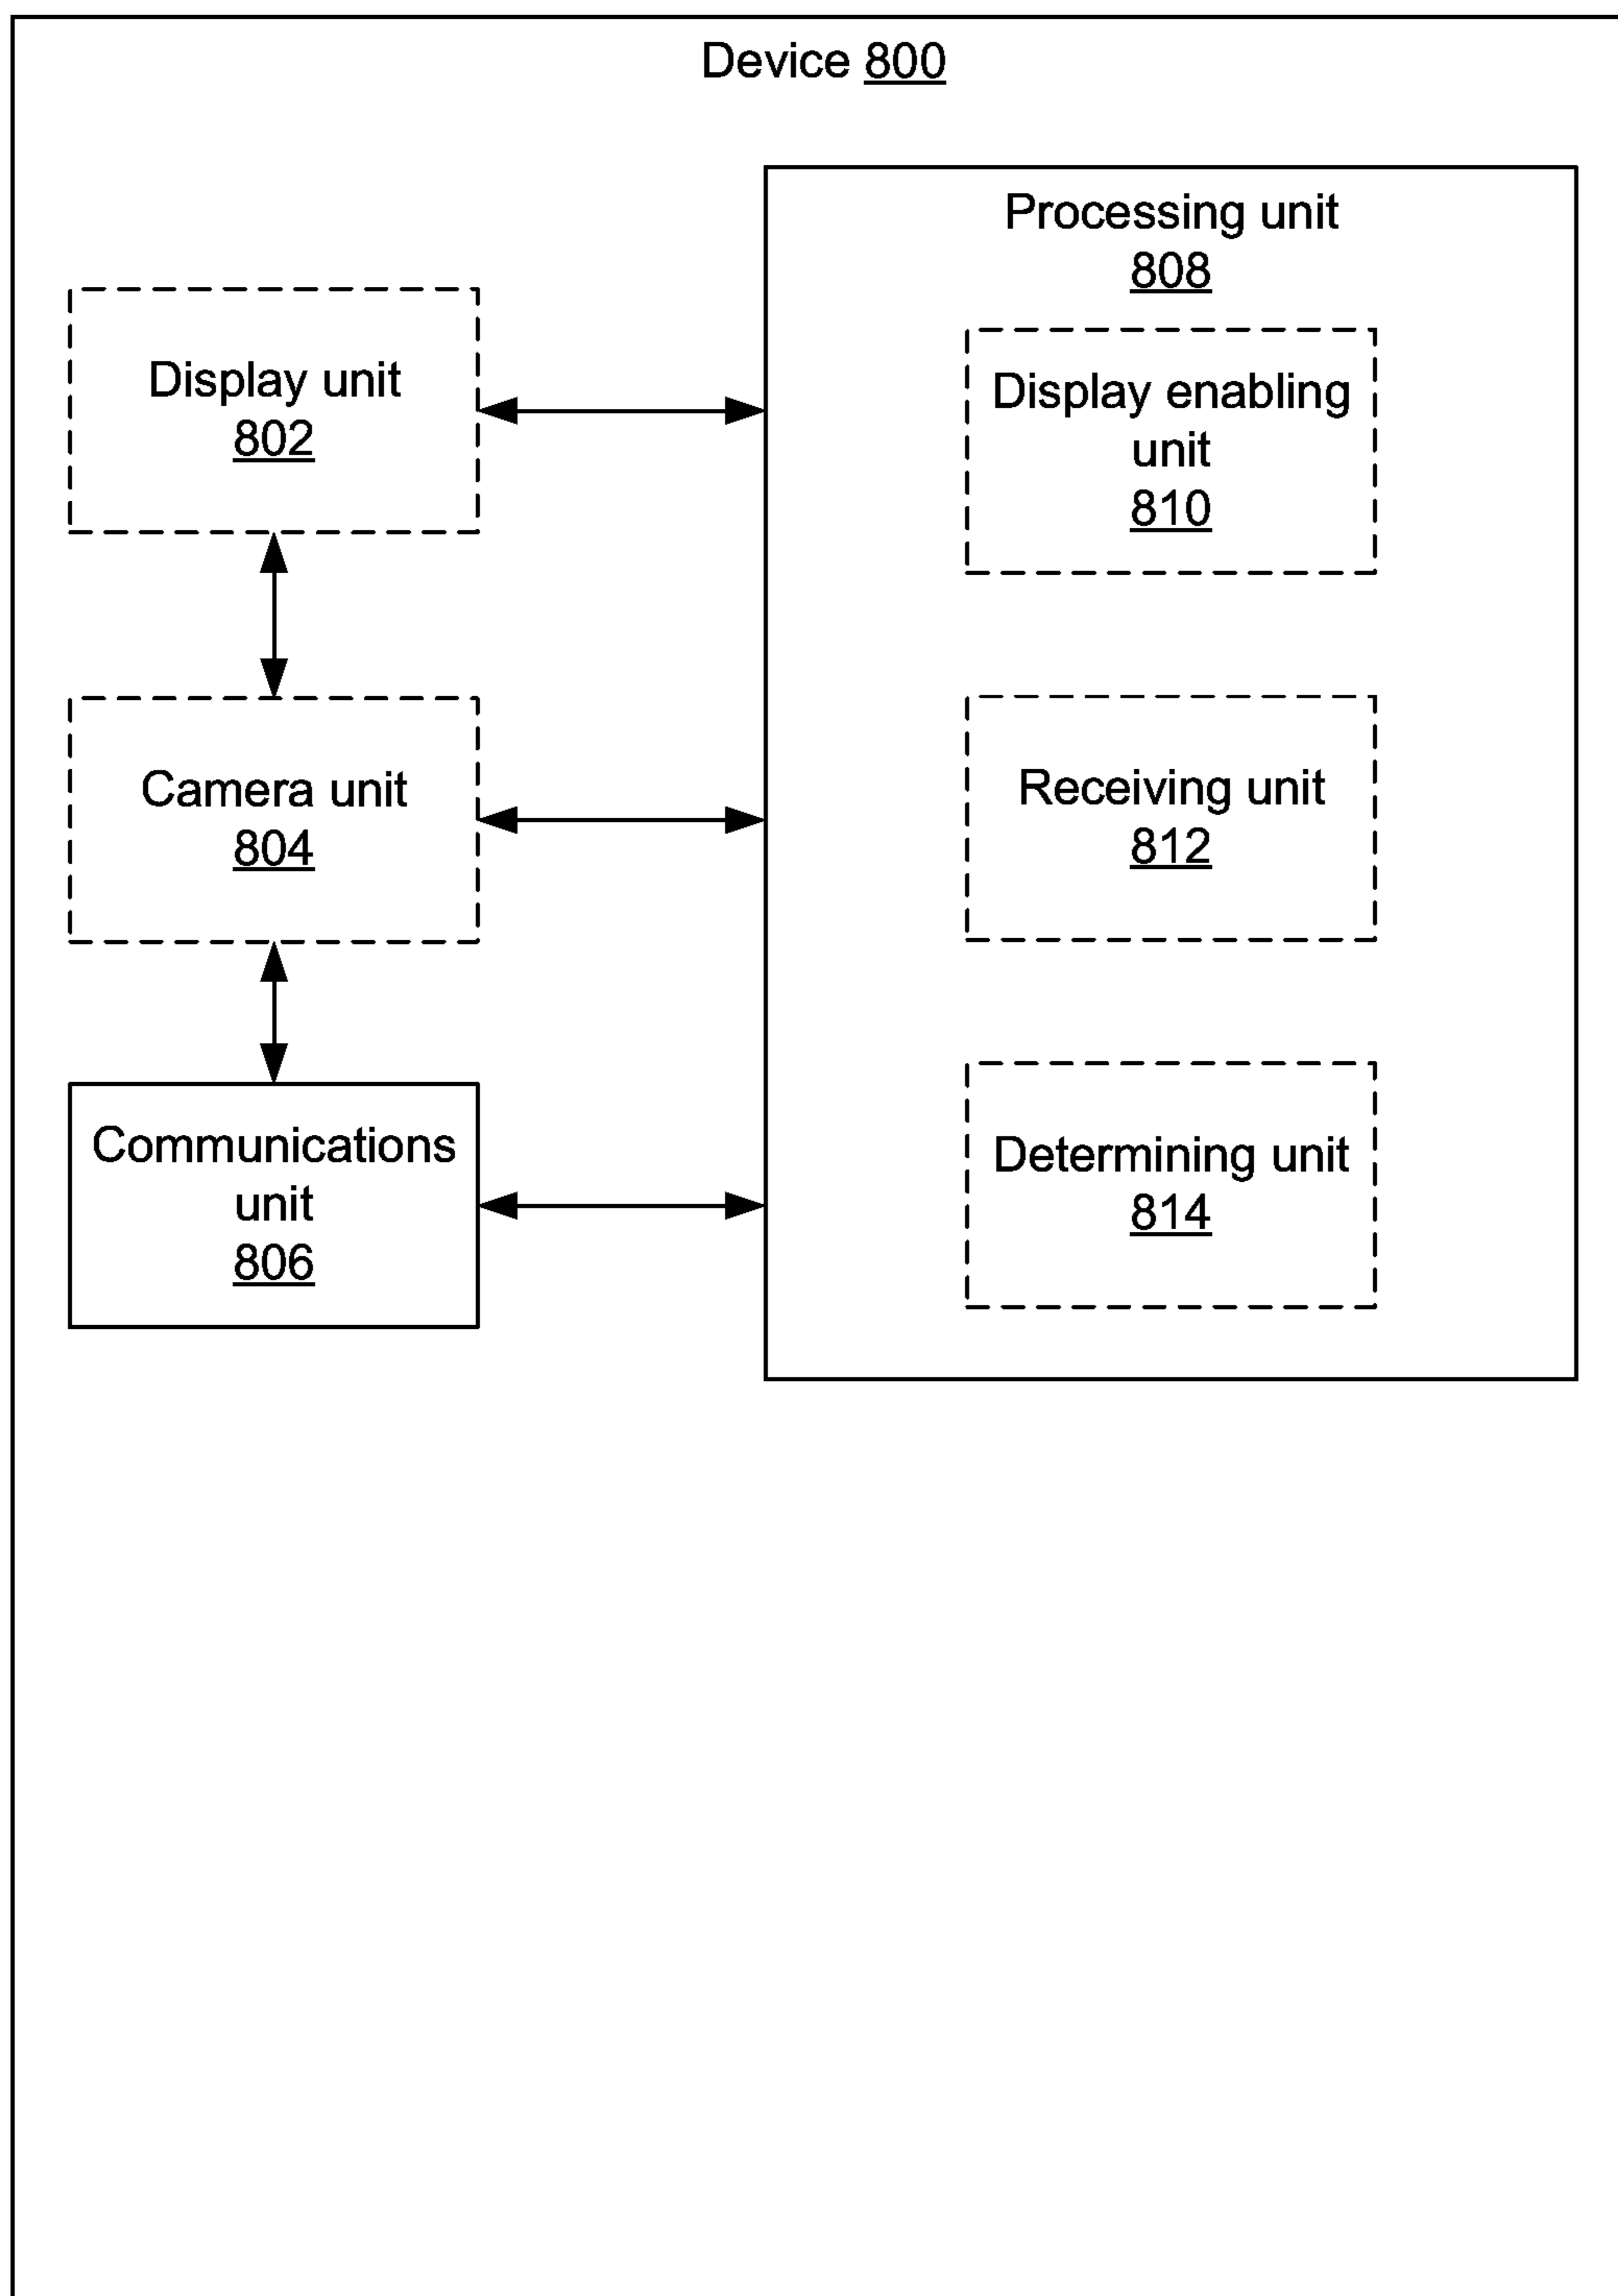 Device 800
Processing unit
808
Display unit
802
Display enabling
unit
810
Camera unit
804
Receiving unit
812
Communications
unit
806
Determining unit
814